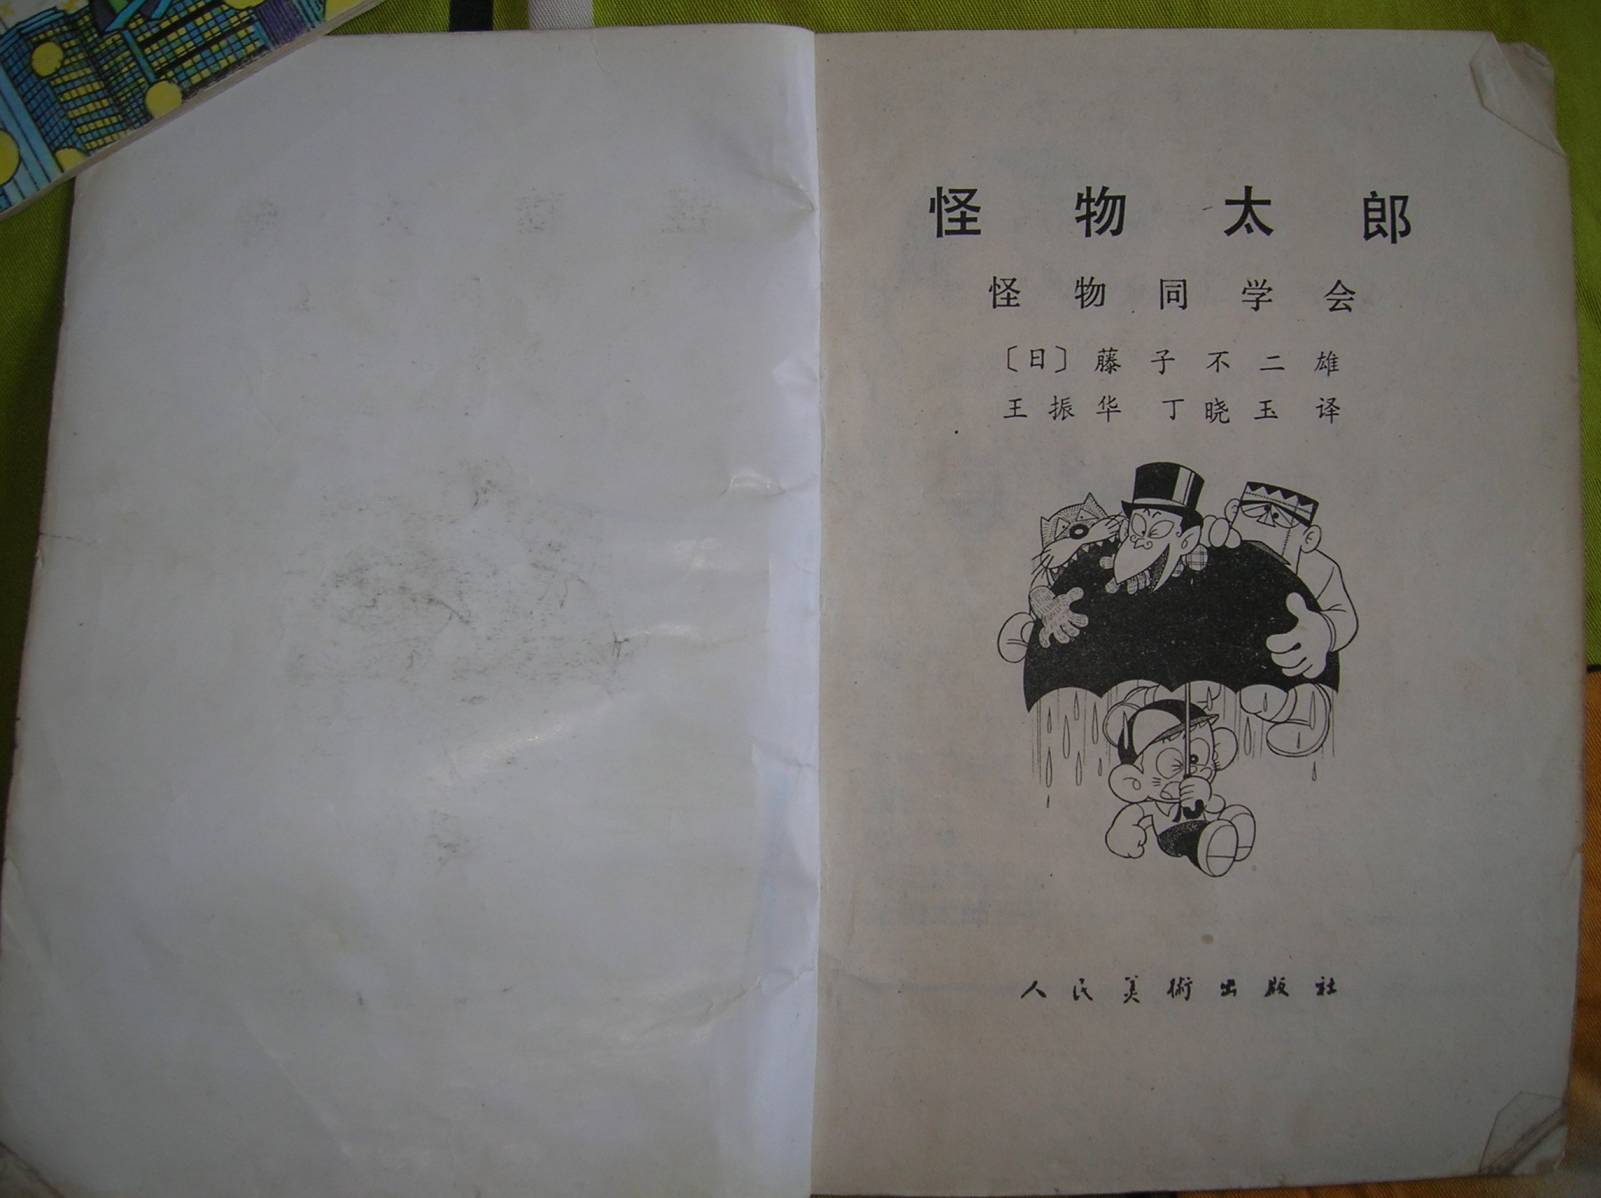 怪物太郎
怪物同学会
〔日〕藤子不二雄
王振华 丁晓玉 译
人民美術出版社